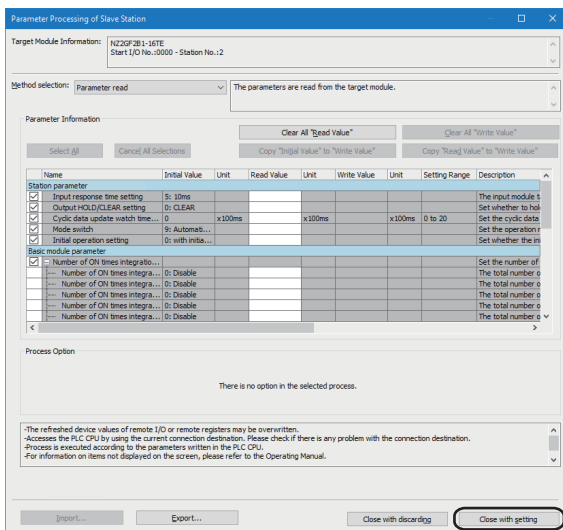 Parameter Processing of Slave Station
Target Module Information:
NZ2GF2B1-16TE
Start I/O No.:0000 - Station No.:2
Method selection: Parameter read
The parameters are read from the target module.
Parameter Information
Clear All "Read Value" Clear All "Write Value"
Select All Cancel All Selections Copy "Initial Value" to "Write Value" Copy "Read Value" to "Write Value"
Name Initial Value Unit Read Value Unit Write Value Unit Setting Range Description
Station parameter
Input response time setting 5: 10ms The input module t
Output HOLD/CLEAR setting 0: CLEAR Set whether to hol
Cyclic data update watch time... 0 x100ms x100ms x100ms 0 to 20 Set the cyclic data
Mode switch 9: Automati... Set the operation r
Initial operation setting 0: with initia... Set whether the ini
Basic module parameter
Number of ON times integratio... Set the number of
Number of ON times integra... 0: Disable The total number o
Number of ON times integra... 0: Disable The total number o
Number of ON times integra... 0: Disable The total number o
Number of ON times integra... 0: Disable The total number o
Process Option
There is no option in the selected process.
-The refreshed device values of remote I/O or remote registers may be overwritten.
-Accesses the PLC CPU by using the current connection destination. Please check if there is any problem with the connection destination.
-Process is executed according to the parameters written in the PLC CPU.
-For information on items not displayed on the screen, please refer to the Operating Manual.
Import... Export... Close with discarding Close with setting